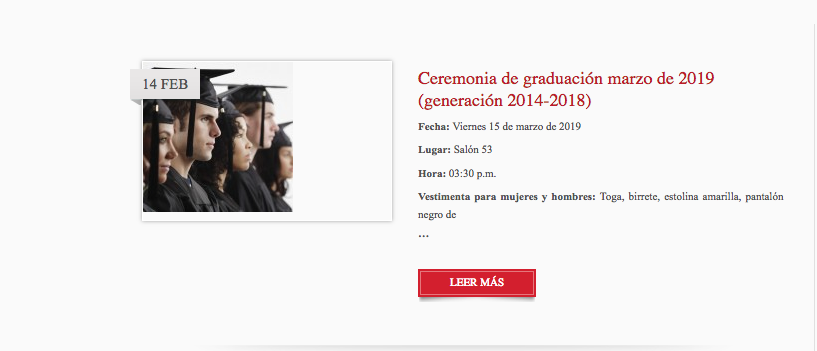 14 FEB
Ceremonia de graduación marzo de 2019
(generación 2014-2018)
Fecha: Viernes 15 de marzo de 2019
Lugar: Salón 53
Hora: 03:30 p.m.
Vestimenta para mujeres y hombres: Toga, birrete, estolina amarilla, pantalón
negro de
...
LEER MÁS